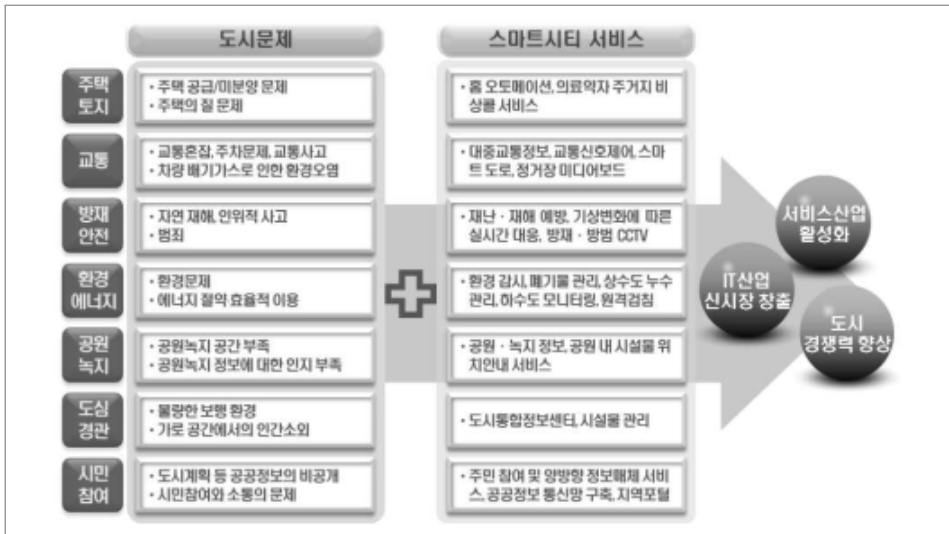 도시문제
스마트시티 서비스
주택
토지
• 주택 공급/미분양 문제
• 주택의 질 문제
• 홈 오토메이션, 의료약자 주거지 비
상콜 서비스
교통
• 교통혼잡, 주차문제, 교통사고
• 차량 배기가스로 인한 환경오염
• 대중교통정보, 교통신호제어, 스마
트 도로, 정거장 미디어보드
방재
안전
• 자연 재해, 인위적 사고
• 범죄
• 재난 · 재해 예방, 기상변화에 따른
실시간 대응, 방재 · 방범 CCTV
환경
에너지
• 환경문제
• 에너지 절약 효율적 이용
• 환경 감시, 폐기물 관리, 상수도 누수
관리, 하수도 모니터링, 원격검침
공원
녹지
• 공원녹지 공간 부족
• 공원녹지 정보에 대한 인지 부족
• 공원 · 녹지 정보, 공원 내 시설물 위
치안내 서비스
도심
경관
• 불량한 보행 환경
• 가로 공간에서의 인간소외
• 도시통합정보센터, 시설물 관리
시민
참여
• 도시계획 등 공공정보의 비공개
• 시민참여와 소통의 문제
• 주민 참여 및 양방향 정보매체 서비
스, 공공정보 통신망 구축, 지역포털
서비스산업
활성화
IT산업
신시장 창출
도시
경쟁력 향상